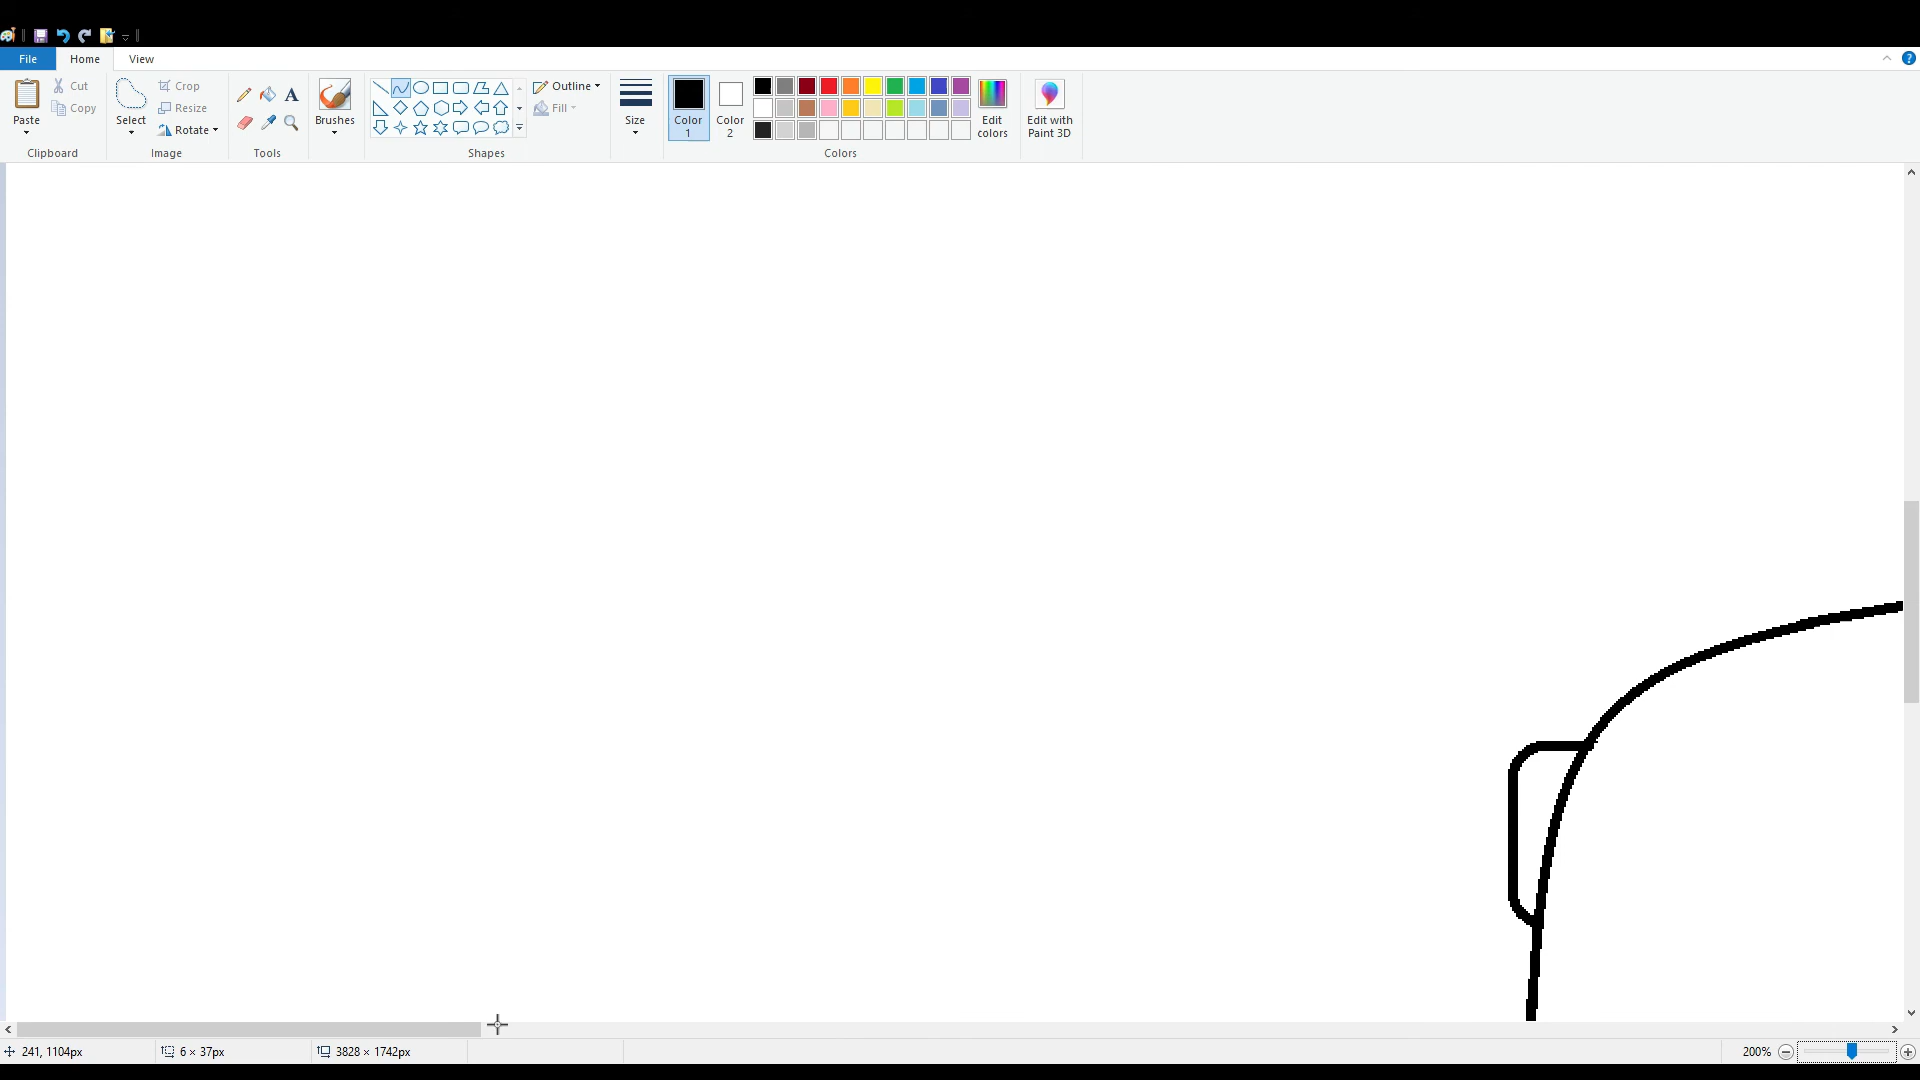 File Home View
Paste Cut Copy Clipboard
Select Crop Resize Rotate Image
A
Tools
Brushes
Outline Fill Shapes
Size
Color 1 Color 2 Colors
Edit colors
Edit with Paint 3D
?
241, 1104px 6 × 37px 3828 × 1742px 200%